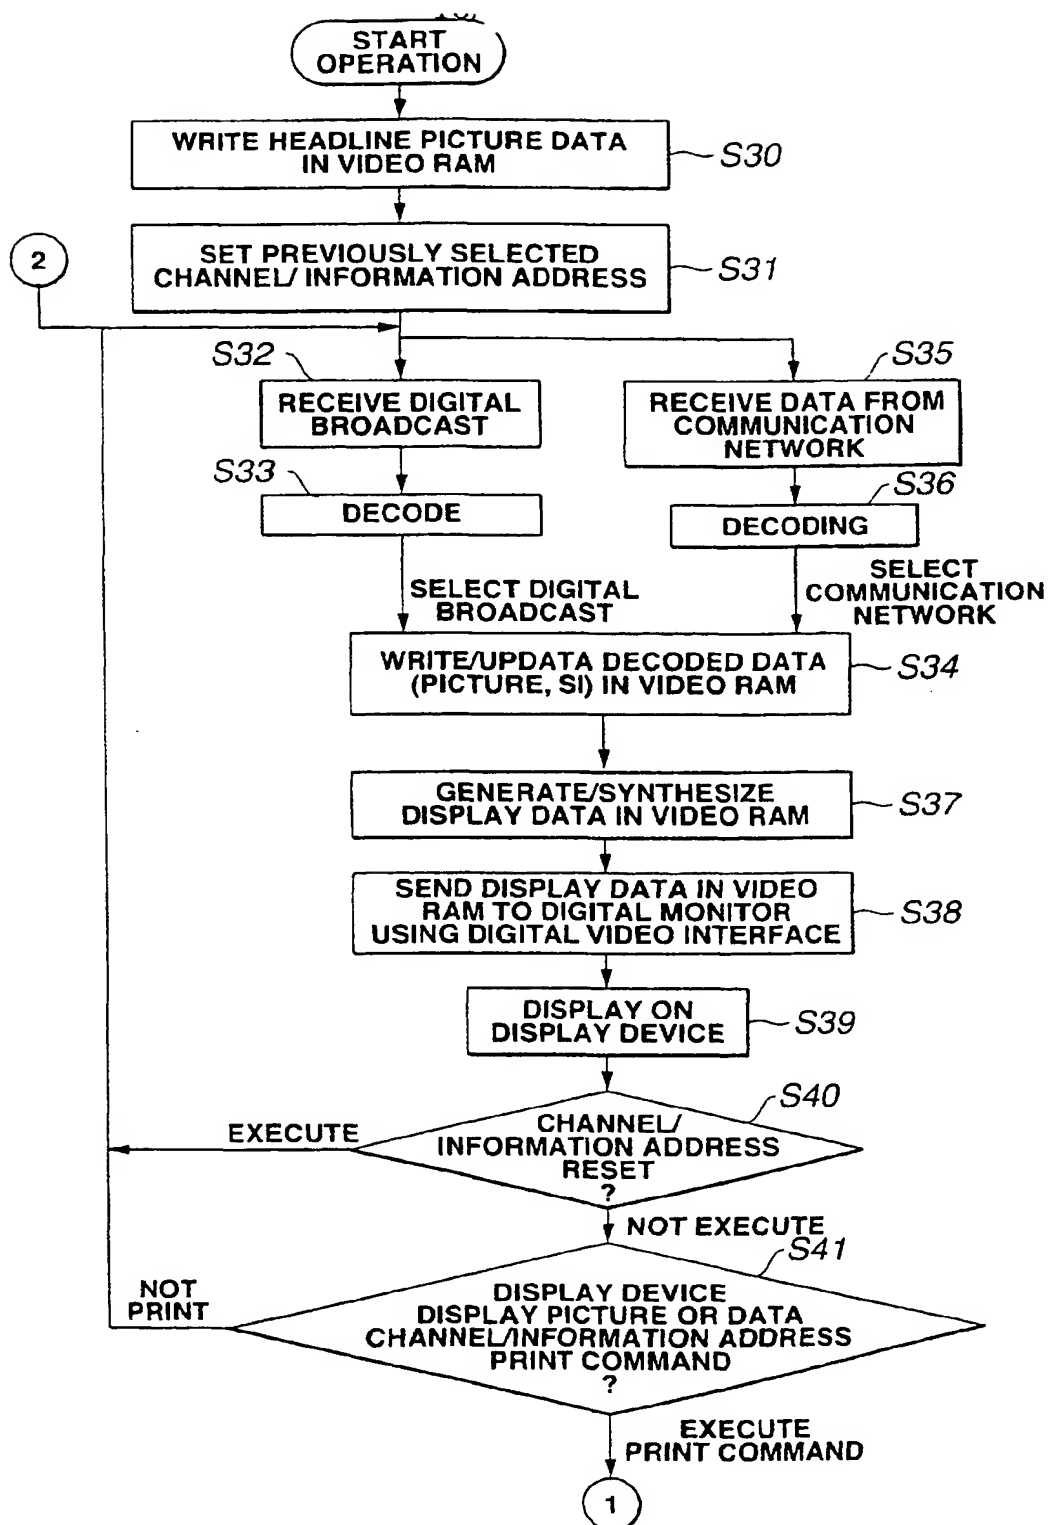 START
OPERATION
WRITE HEADLINE PICTURE DATA
IN VIDEO RAM
S30
SET PREVIOUSLY SELECTED
CHANNEL/ INFORMATION ADDRESS
S31
2
S32
RECEIVE DIGITAL
BROADCAST
S35
RECEIVE DATA FROM
COMMUNICATION
NETWORK
S33
DECODE
S36
DECODING
SELECT DIGITAL
BROADCAST
SELECT
COMMUNICATION
NETWORK
WRITE/UPDATA DECODED DATA
(PICTURE, SI) IN VIDEO RAM
S34
GENERATE/SYNTHESIZE
DISPLAY DATA IN VIDEO RAM
S37
SEND DISPLAY DATA IN VIDEO
RAM TO DIGITAL MONITOR
USING DIGITAL VIDEO INTERFACE
S38
DISPLAY ON
DISPLAY DEVICE
S39
S40
CHANNEL/
INFORMATION ADDRESS
RESET
?
EXECUTE
NOT EXECUTE
S41
DISPLAY DEVICE
DISPLAY PICTURE OR DATA
CHANNEL/INFORMATION ADDRESS
PRINT COMMAND
?
NOT
PRINT
EXECUTE
PRINT COMMAND
1